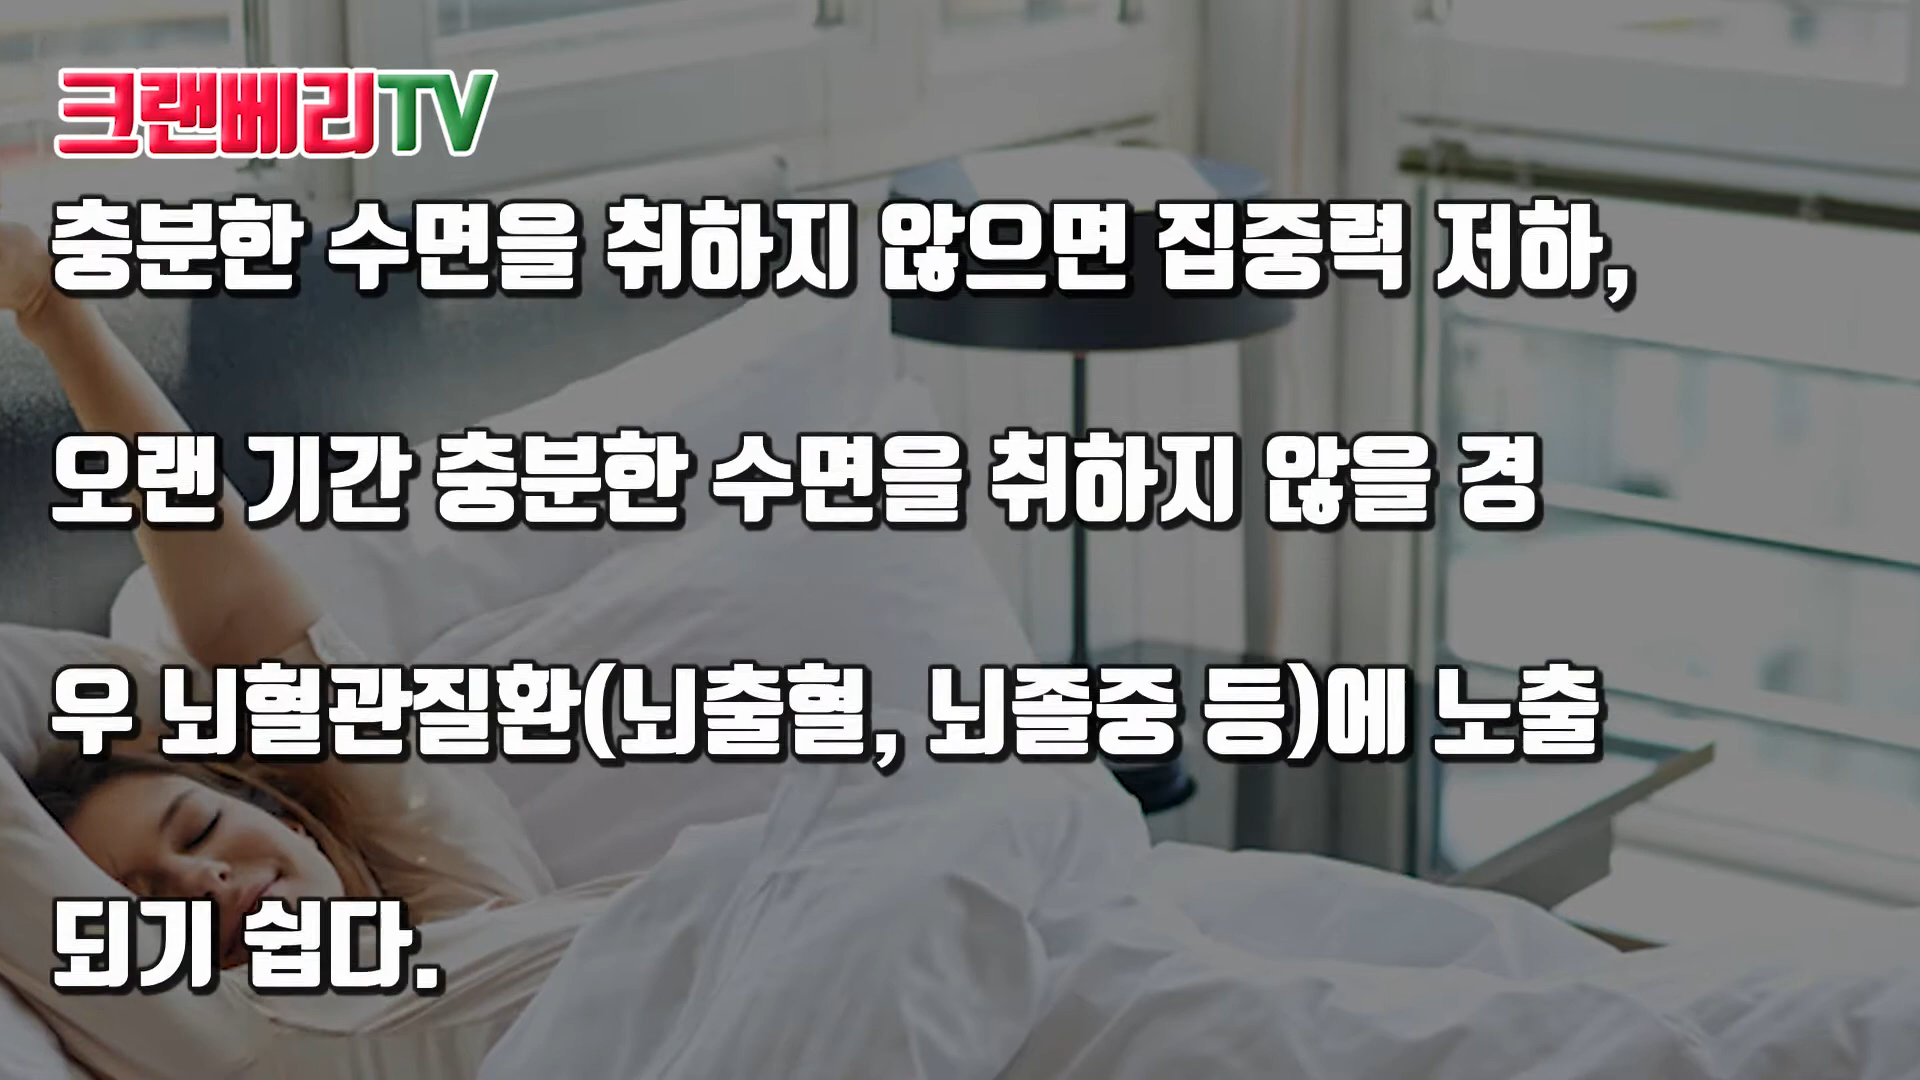 크랜베리TV
충분한 수면을 취하지 않으면 집중력 저하,
오랜 기간 충분한 수면을 취하지 않을 경
우 뇌혈관질환(뇌출혈, 뇌졸중 등)에 노출
되기 쉽다.